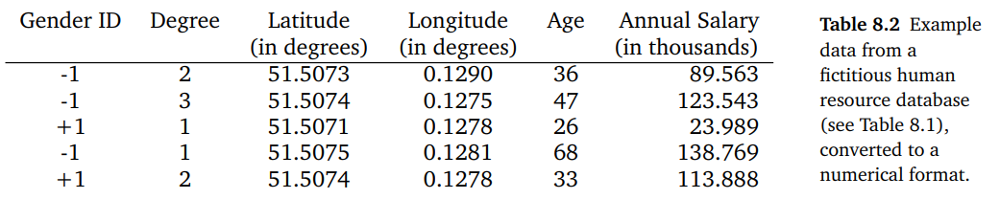 Gender ID Degree Latitude Longitude Age Annual Salary
(in degrees) (in degrees) (in thousands)
-1 2 51.5073 0.1290 36 89.563
-1 3 51.5074 0.1275 47 123.543
+1 1 51.5071 0.1278 26 23.989
-1 1 51.5075 0.1281 68 138.769
+1 2 51.5074 0.1278 33 113.888
Table 8.2 Example
data from a
fictitious human
resource database
(see Table 8.1),
converted to a
numerical format.